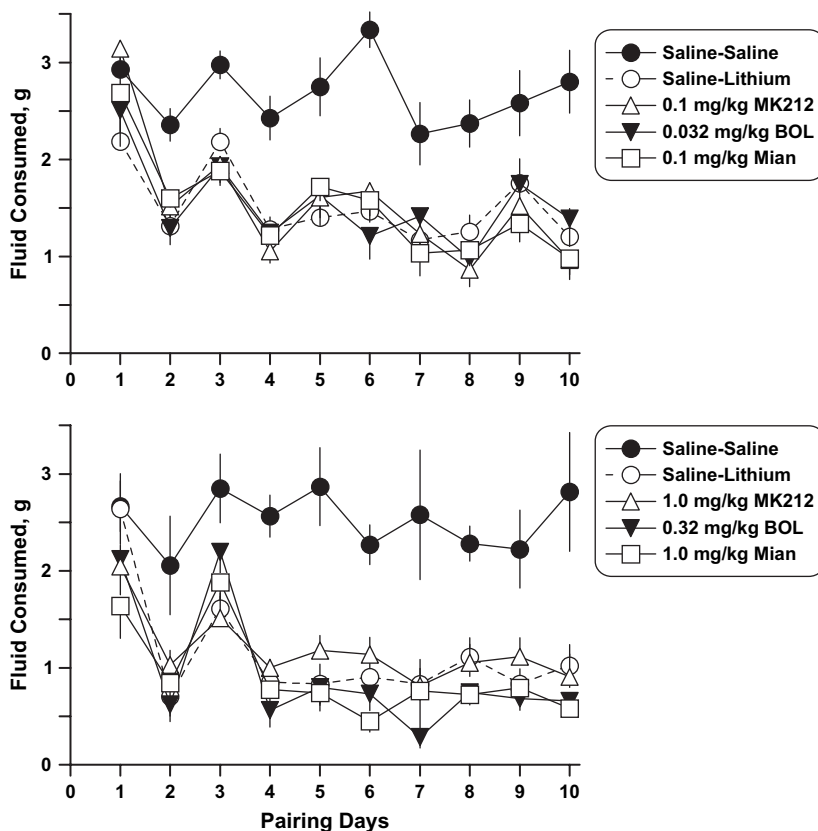 Fluid Consumed, g
3
2
1
0
0 1 2 3 4 5 6 7 8 9 10
Saline-Saline
Saline-Lithium
0.1 mg/kg MK212
0.032 mg/kg BOL
0.1 mg/kg Mian
Fluid Consumed, g
3
2
1
0
0 1 2 3 4 5 6 7 8 9 10
Pairing Days
Saline-Saline
Saline-Lithium
1.0 mg/kg MK212
0.32 mg/kg BOL
1.0 mg/kg Mian